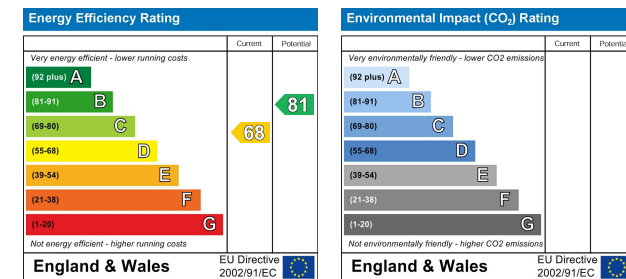 Energy Efficiency Rating
Current Potential
Very energy efficient - lower running costs
(92 plus) A
(81-91) B
81
(69-80) C
68
(55-68) D
(39-54) E
(21-38) F
(1-20) G
Not energy efficient - higher running costs
England & Wales
EU Directive
2002/91/EC
Environmental Impact (CO2) Rating
Current Potential
Very environmentally friendly - lower CO2 emissions
(92 plus) A
(81-91) B
(69-80) C
(55-68) D
(39-54) E
(21-38) F
(1-20) G
Not environmentally friendly - higher CO2 emissions
England & Wales
EU Directive
2002/91/EC